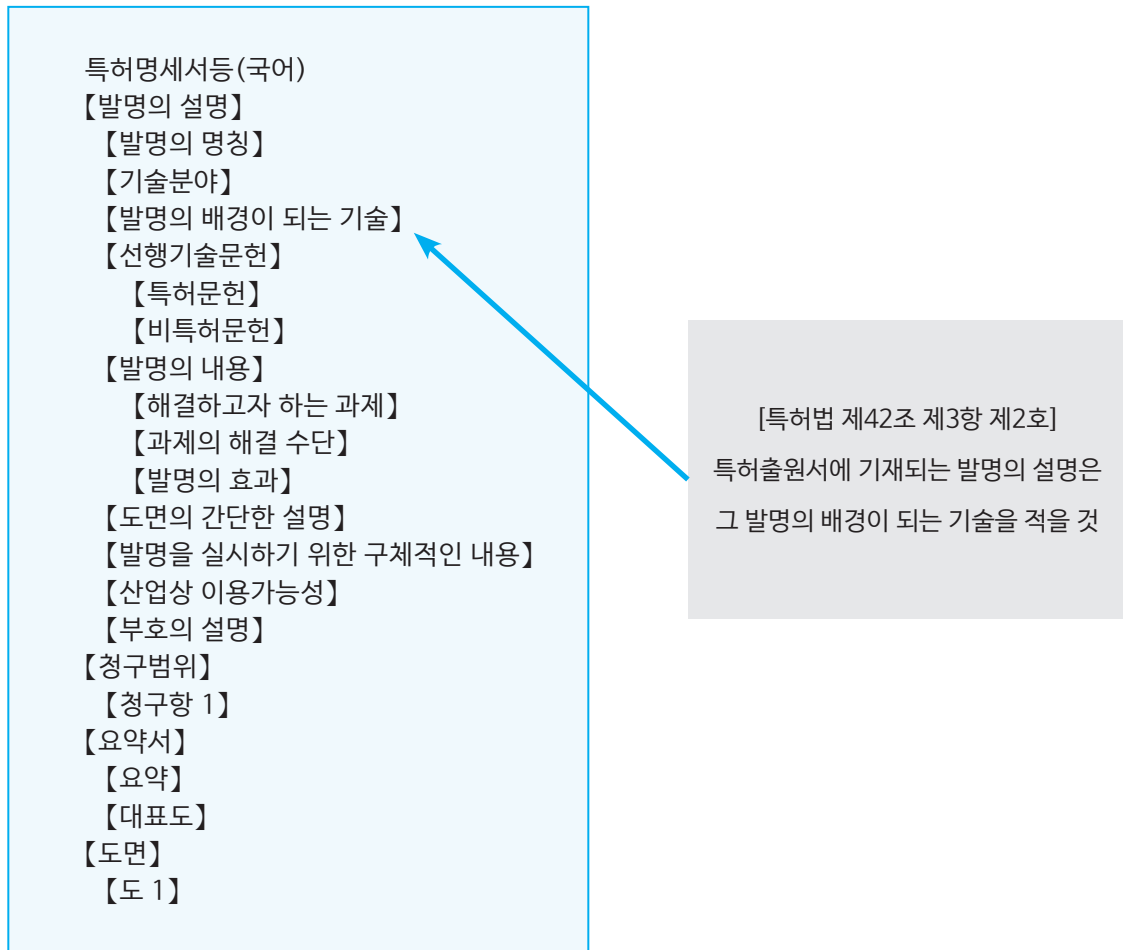 특허명세서등(국어)
【발명의 설명】
【발명의 명칭】
【기술분야】
【발명의 배경이 되는 기술】
【선행기술문헌】
【특허문헌】
【비특허문헌】
【발명의 내용】
【해결하고자 하는 과제】
【과제의 해결 수단】
【발명의 효과】
【도면의 간단한 설명】
【발명을 실시하기 위한 구체적인 내용】
【산업상 이용가능성】
【부호의 설명】
【청구범위】
【청구항 1】
【요약서】
【요약】
【대표도】
【도면】
【도 1】
[특허법 제42조 제3항 제2호]
특허출원서에 기재되는 발명의 설명은
그 발명의 배경이 되는 기술을 적을 것